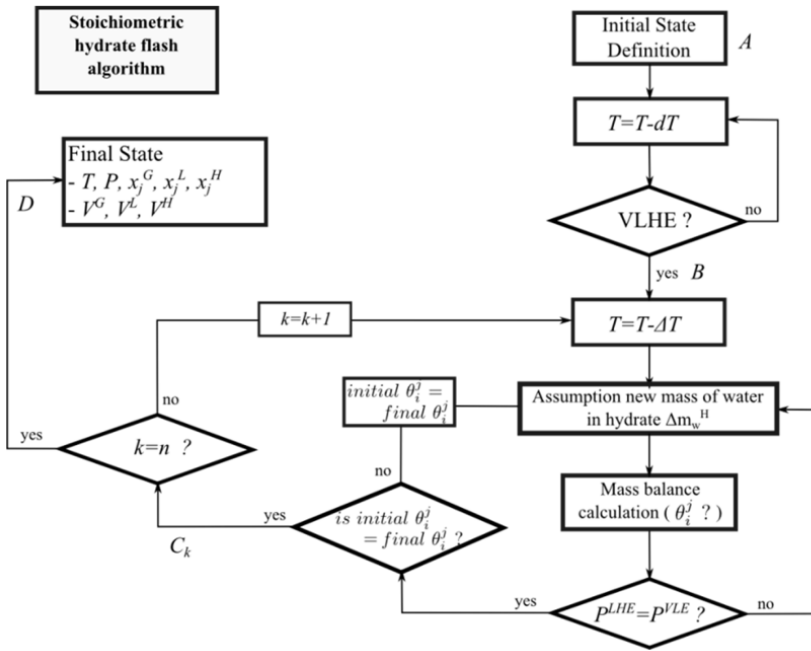 Stoichiometric
hydrate flash
algorithm
Initial State
Definition
A
T=T-dT
VLHE ?
no
yes
B
T=T-ΔT
Assumption new mass of water
in hydrate Δm_w^H
Mass balance
calculation ( θ_i^j ?)
P^{LHE}=P^{VLE} ?
no
yes
is initial θ_i^j
= final θ_i^j ?
no
initial θ_i^j =
final θ_i^j
yes
C_k
k=n ?
no
k=k+1
yes
D
Final State
- T, P, x_j^G, x_j^L, x_j^H
- V^G, V^L, V^H